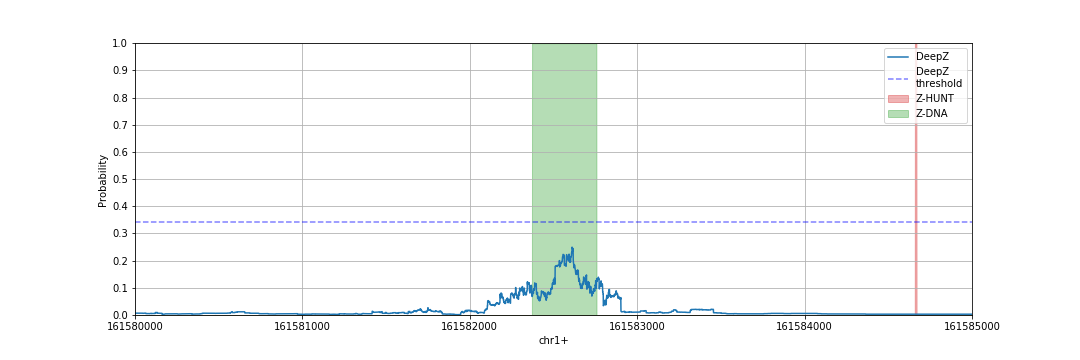 1.0
0.9
0.8
0.7
0.6
0.5
0.4
0.3
0.2
0.1
0.0
Probability
161580000 161581000 161582000 161583000 161584000 161585000
chr1+
DeepZ
DeepZ
threshold
Z-HUNT
Z-DNA